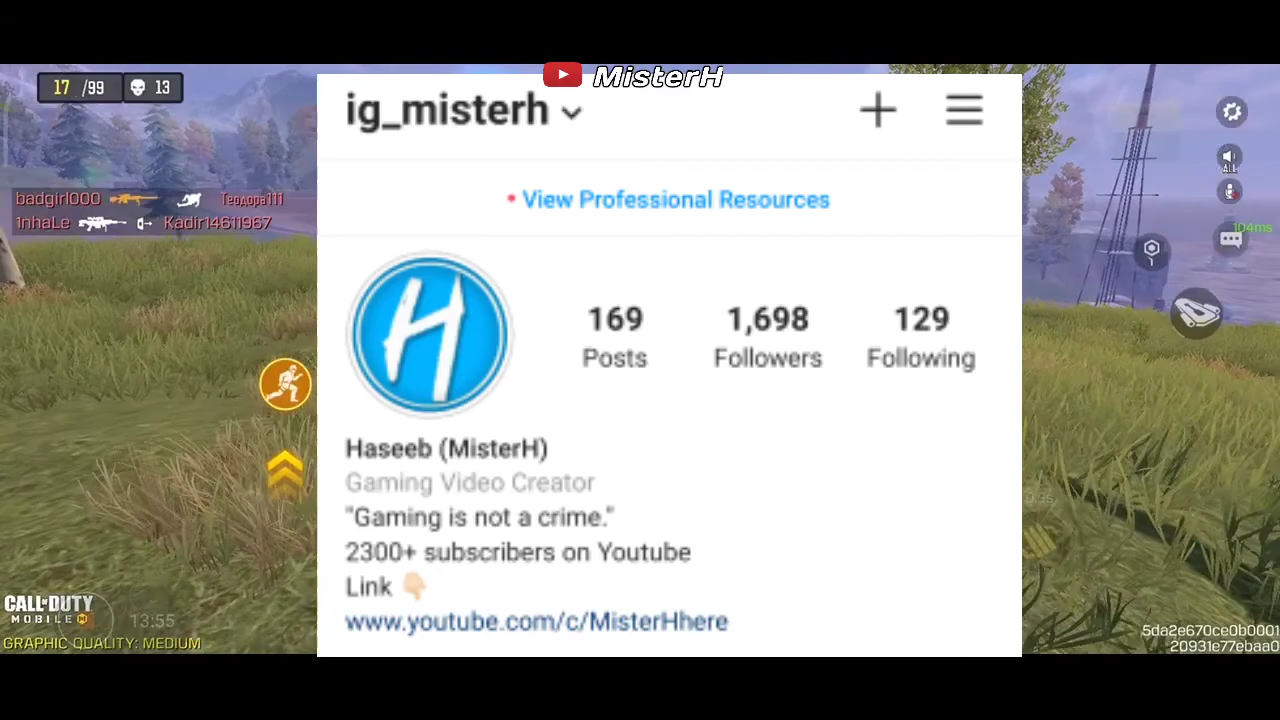 MisterH
17 /99 13
ig_misterh
ALL
badgirl000 Теодора111
1nhaLe Kadir14611967
View Professional Resources
104ms
169 1,698 129
Posts Followers Following
Haseeb (MisterH)
Gaming Video Creator
"Gaming is not a crime."
2300+ subscribers on Youtube
Link
www.youtube.com/c/MisterHhere
CALL OF DUTY
MOBILE
13:55
GRAPHIC QUALITY: MEDIUM
5da2e670ce0b0001
20931e77ebaa0